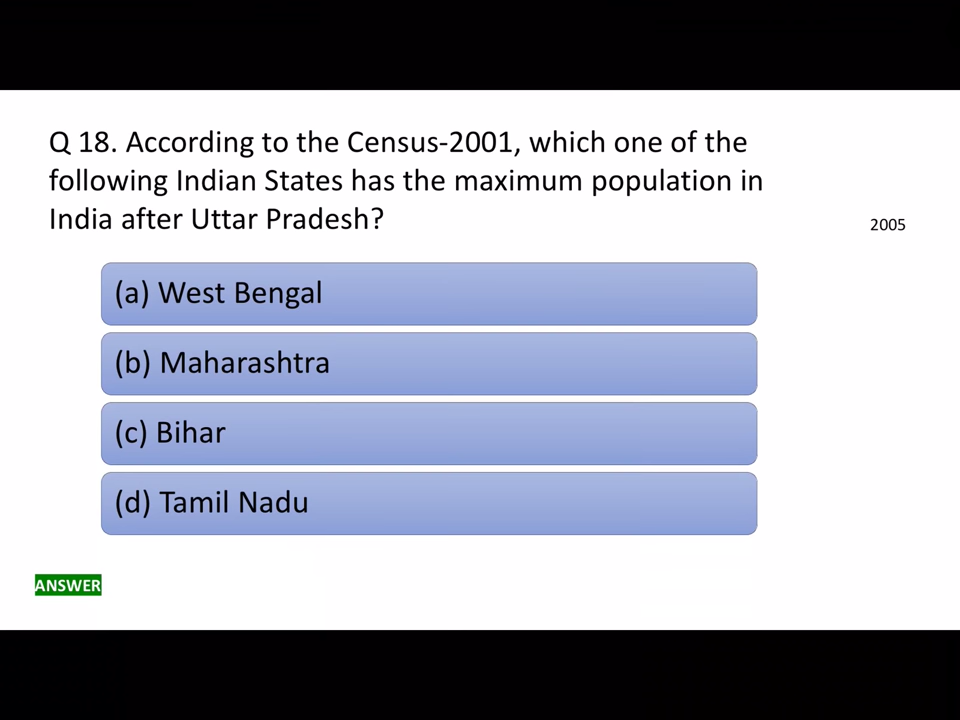 Q 18. According to the Census-2001, which one of the
following Indian States has the maximum population in
India after Uttar Pradesh?
2005
(a) West Bengal
(b) Maharashtra
(c) Bihar
(d) Tamil Nadu
ANSWER